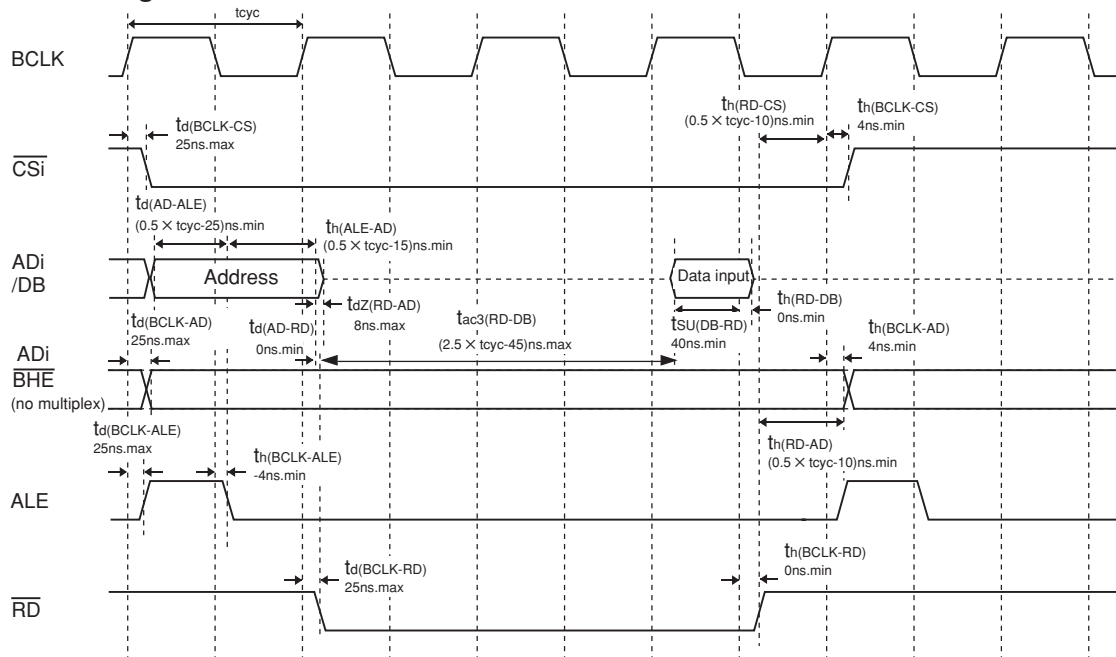 tcyc
BCLK
td(BCLK-CS)
25ns.max
th(RD-CS)
(0.5 × tcyc-10)ns.min
th(BCLK-CS)
4ns.min
CSi
td(AD-ALE)
(0.5 × tcyc-25)ns.min
th(ALE-AD)
(0.5 × tcyc-15)ns.min
ADi
/DB
Address
Data input
td(BCLK-AD)
25ns.max
td(AD-RD)
0ns.min
tdZ(RD-AD)
8ns.max
tac3(RD-DB)
(2.5 × tcyc-45)ns.max
tSU(DB-RD)
40ns.min
th(RD-DB)
0ns.min
th(BCLK-AD)
4ns.min
ADi
BHE
(no multiplex)
td(BCLK-ALE)
25ns.max
th(BCLK-ALE)
-4ns.min
th(RD-AD)
(0.5 × tcyc-10)ns.min
ALE
td(BCLK-RD)
25ns.max
th(BCLK-RD)
0ns.min
RD